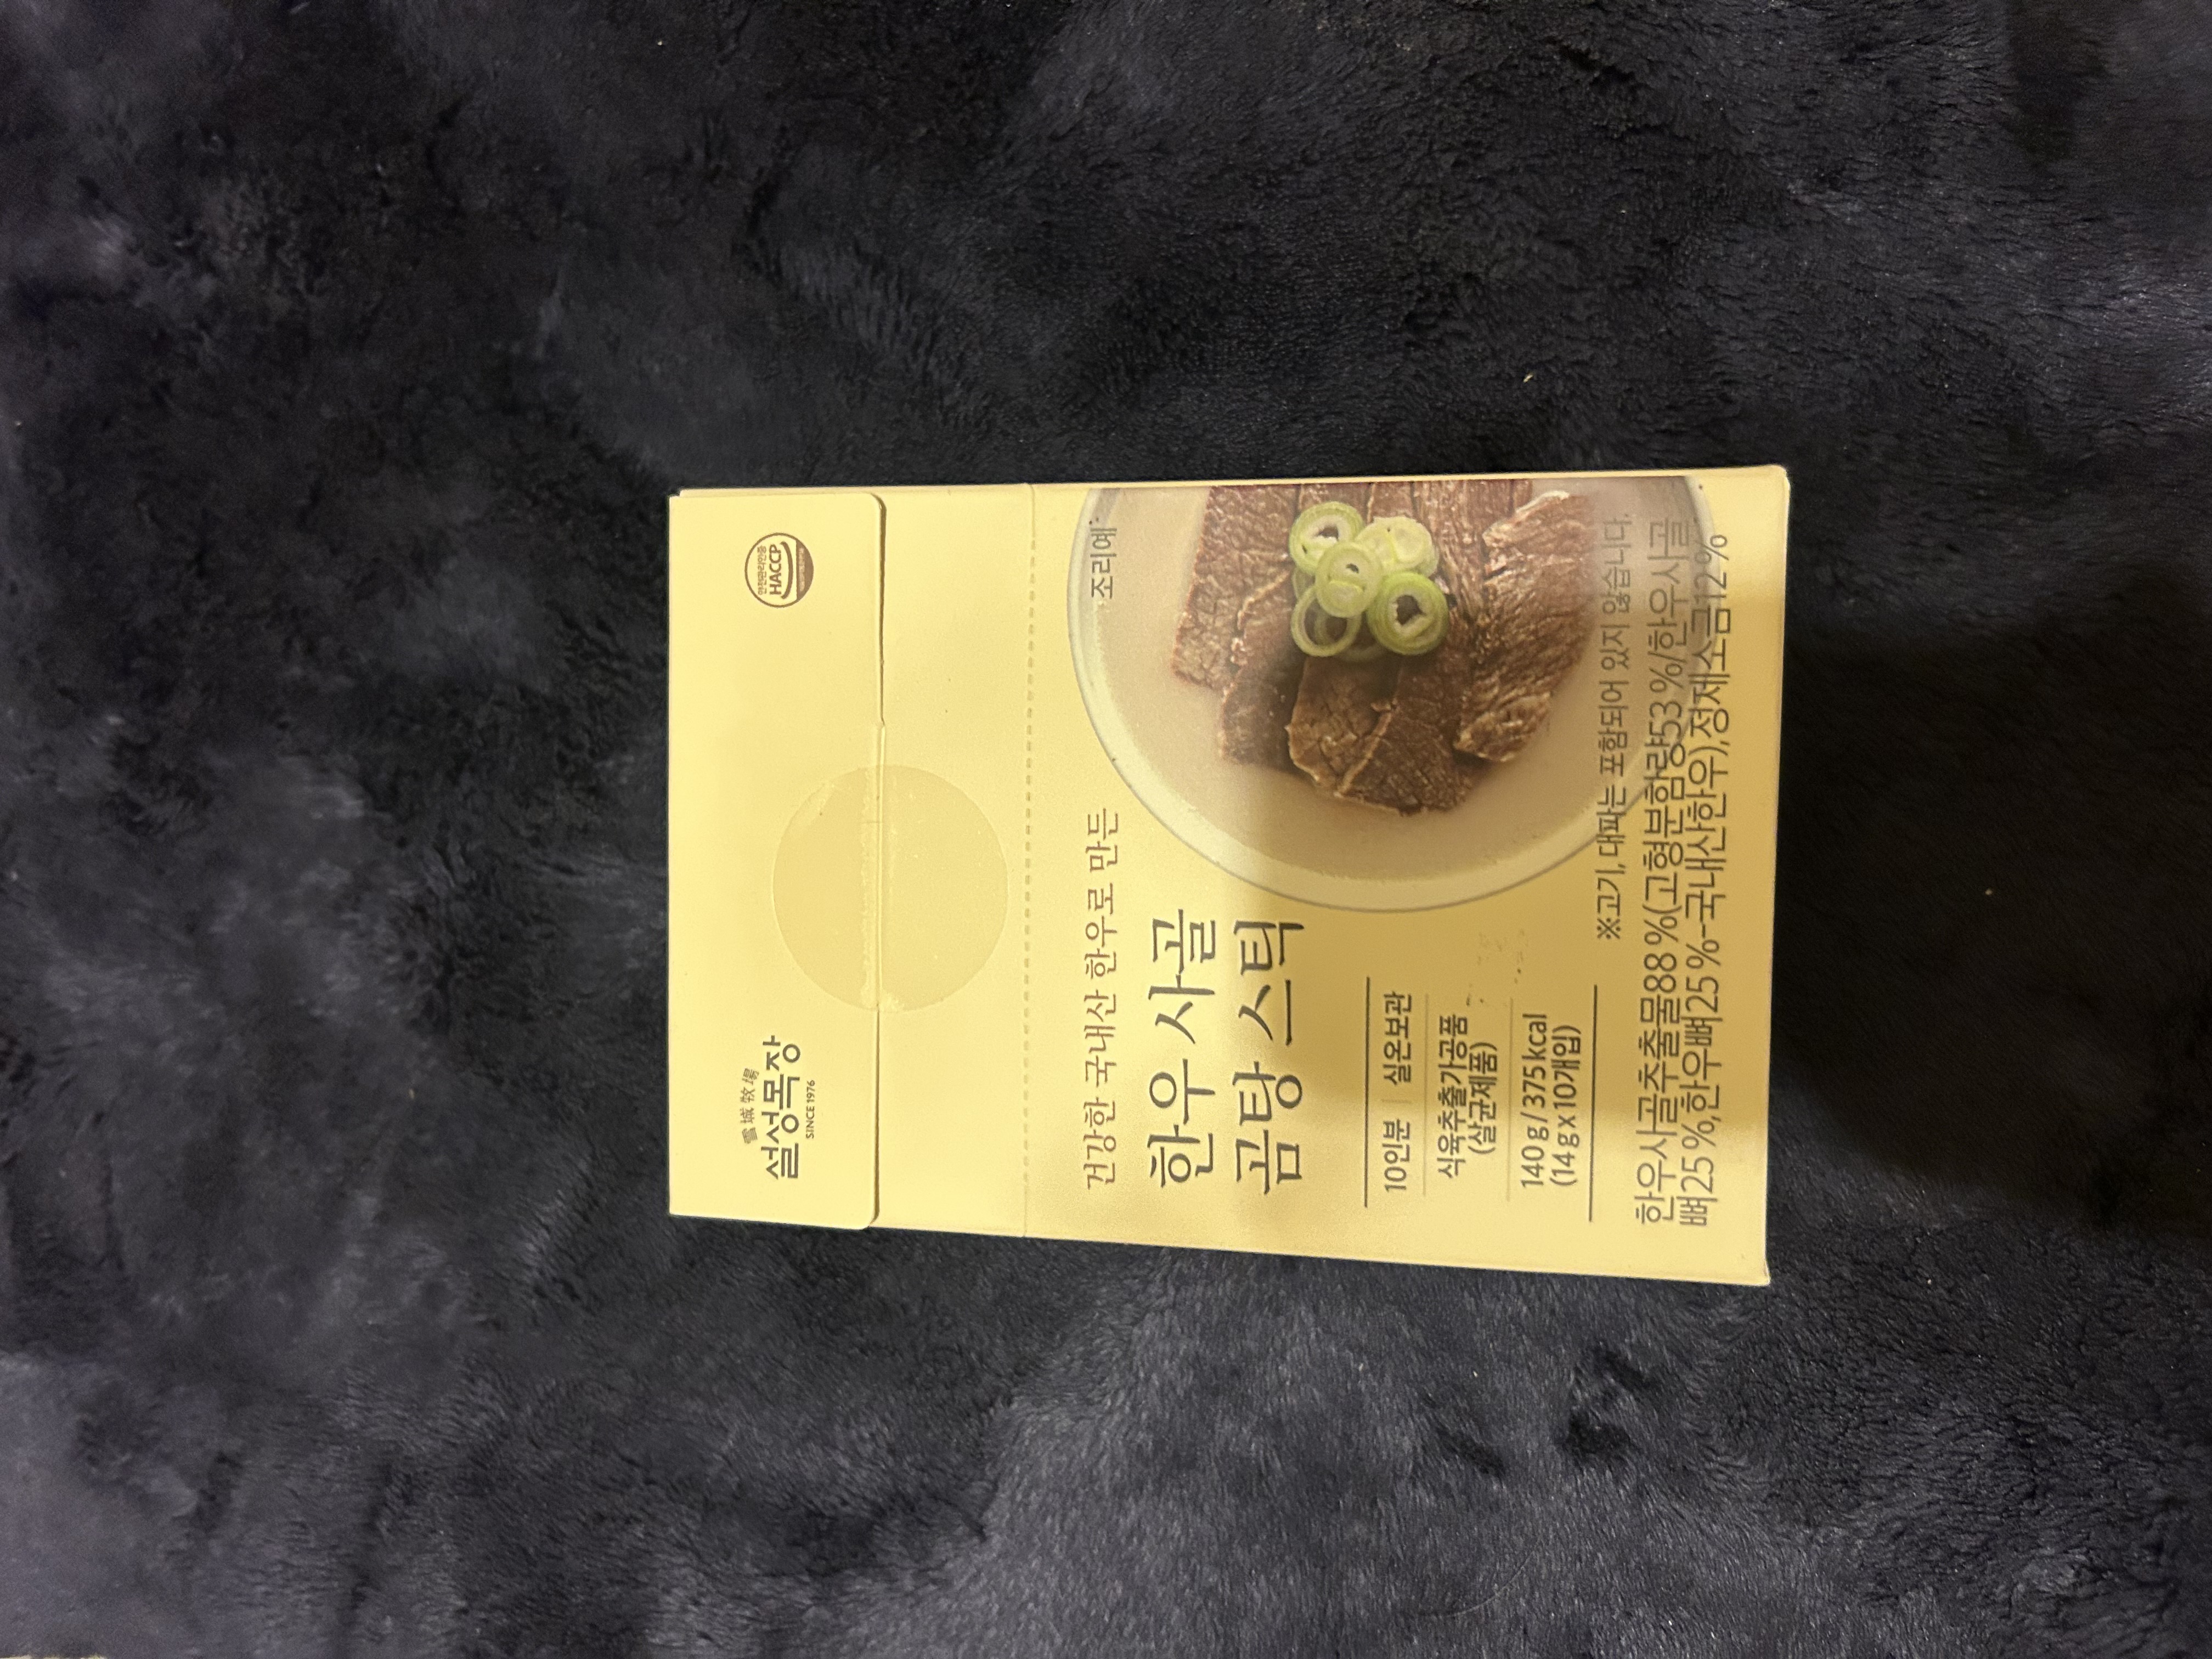 雪城牧場
설성목장
SINCE 1976
안전관리인증
HACCP
건강한 국내산 한우로 만든
한우 사골
곰탕 스틱
조리예
10인분 | 실온보관
식육추출가공품
(살균제품)
140 g / 375 kcal
(14 g x 10개입)
※고기, 대파는 포함되어 있지 않습니다.
한우사골추출물88 %(고형분함량53 %/한우사골
뼈25 %,한우뼈25 %-국내산한우),정제소금12 %